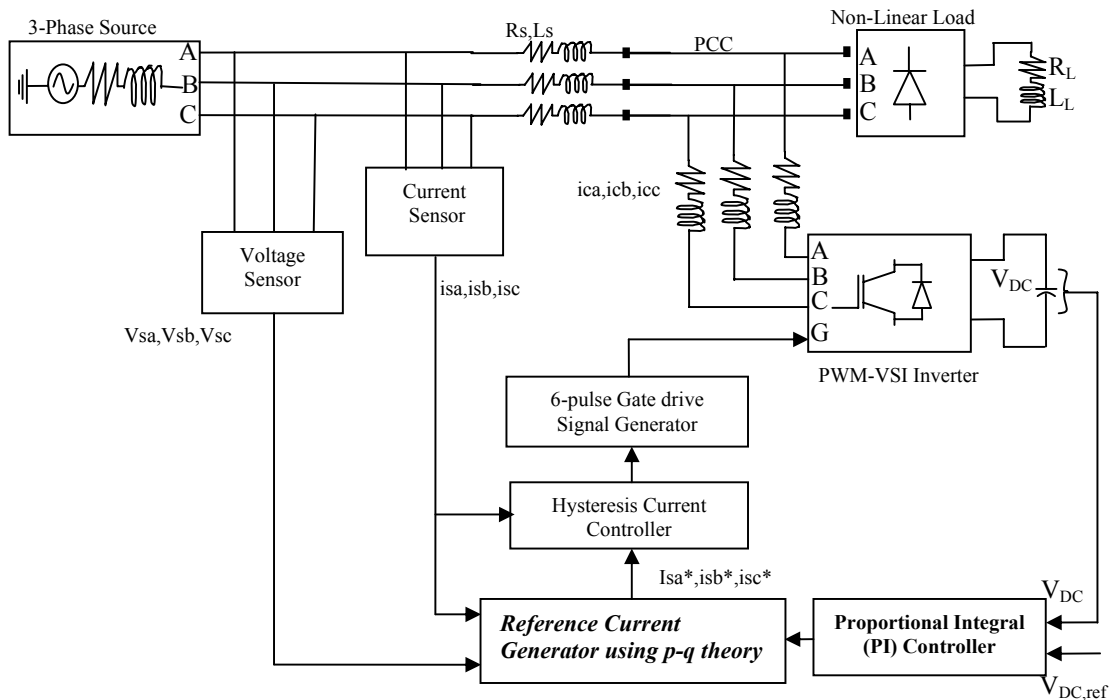 3-Phase Source
A
B
C
Rs,Ls
PCC
Non-Linear Load
A
B
C
RL
LL
Current
Sensor
Voltage
Sensor
ica,icb,icc
isa,isb,isc
Vsa,Vsb,Vsc
A
B
C
G
VDC
PWM-VSI Inverter
6-pulse Gate drive
Signal Generator
Hysteresis Current
Controller
Isa*,isb*,isc*
Reference Current
Generator using p-q theory
Proportional Integral
(PI) Controller
VDC
VDC,ref